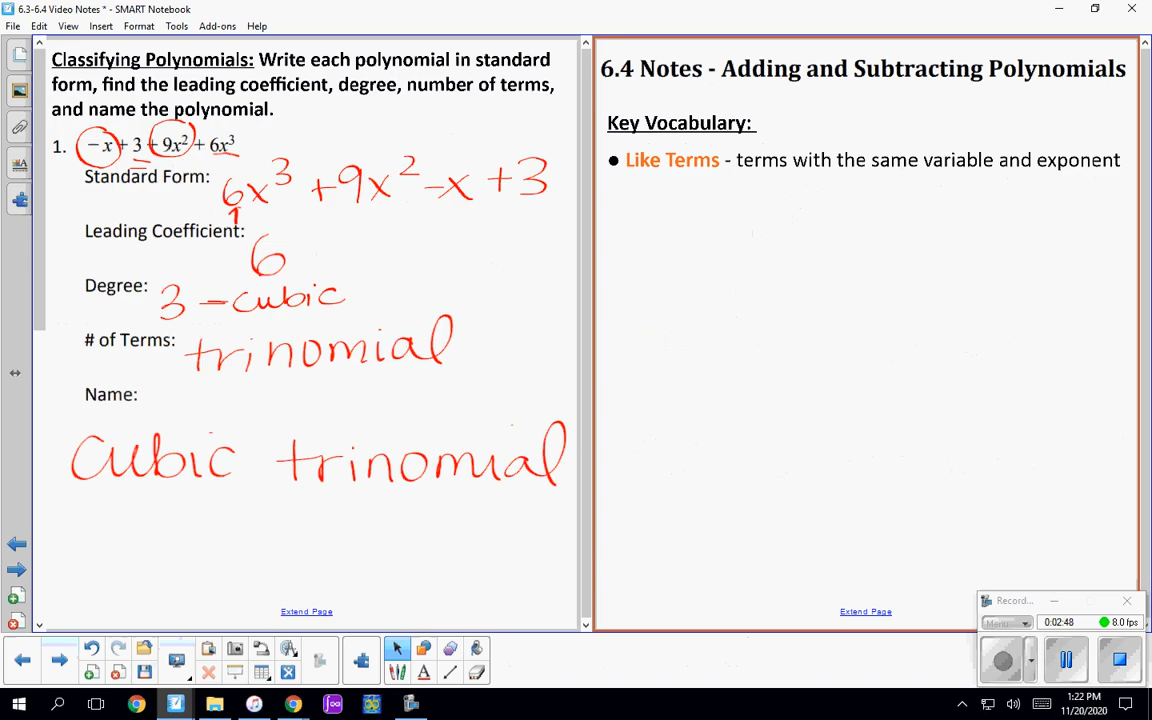 6.3-6.4 Video Notes * - SMART Notebook
File Edit View Insert Format Tools Add-ons Help
Classifying Polynomials: Write each polynomial in standard
form, find the leading coefficient, degree, number of terms,
and name the polynomial.
1. −x + 3 + 9x² + 6x³
Standard Form: 6x³ +9x² -x +3
Leading Coefficient:
6
Degree: 3 - cubic
# of Terms: trinomial
Name:
cubic trinomial
Extend Page
6.4 Notes - Adding and Subtracting Polynomials
Key Vocabulary:
● Like Terms - terms with the same variable and exponent
Extend Page
Record...
Menu 0:02:48 8.0 fps
1:22 PM
11/20/2020